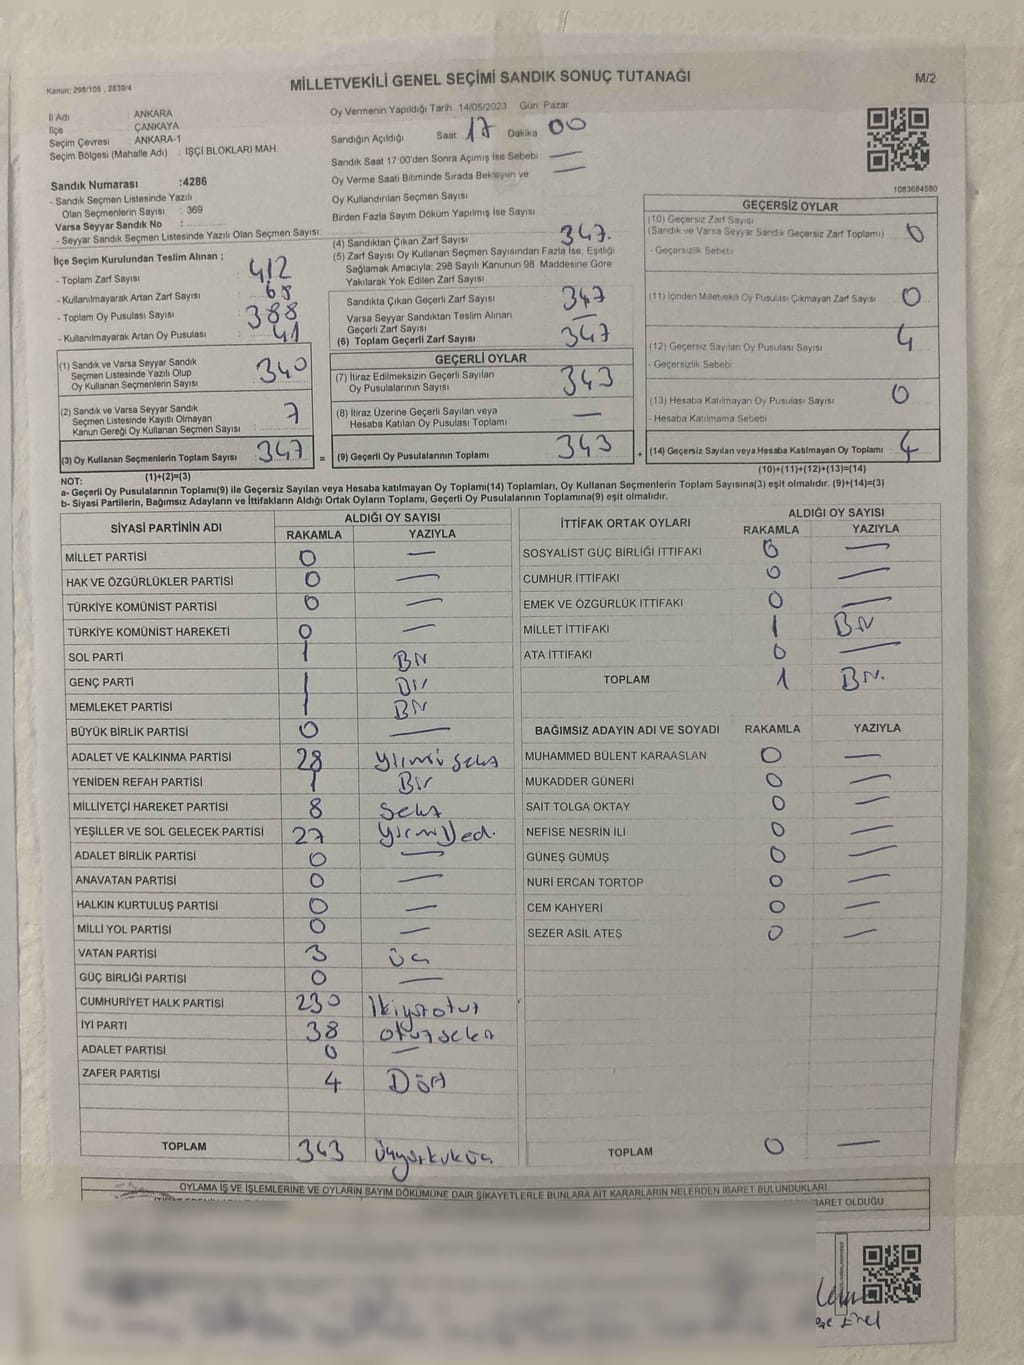 Kanun; 298/105 , 2839/4
MİLLETVEKİLİ GENEL SEÇİMİ SANDIK SONUÇ TUTANAĞI
M/2
İl Adı : ANKARA
İlçe : ÇANKAYA
Seçim Çevresi : ANKARA-1
Seçim Bölgesi (Mahalle Adı) : İŞÇİ BLOKLARI MAH.
Sandık Numarası :4286
- Sandık Seçmen Listesinde Yazılı
Olan Seçmenlerin Sayısı : 369
Varsa Seyyar Sandık No :
- Seyyar Sandık Seçmen Listesinde Yazılı Olan Seçmen Sayısı
İlçe Seçim Kurulundan Teslim Alınan ;
- Toplam Zarf Sayısı : 412
- Kullanılmayarak Artan Zarf Sayısı : 65
- Toplam Oy Pusulası Sayısı : 388
- Kullanılmayarak Artan Oy Pusulası : 41
(1) Sandık ve Varsa Seyyar Sandık
Seçmen Listesinde Yazılı Olup
Oy Kullanan Seçmenlerin Sayısı : 340
(2) Sandık ve Varsa Seyyar Sandık
Seçmen Listesinde Kayıtlı Olmayan
Kanun Gereği Oy Kullanan Seçmen Sayısı : 7
(3) Oy Kullanan Seçmenlerin Toplam Sayısı : 347 =
(1)+(2)=(3)
Oy Vermenin Yapıldığı Tarih 14/05/2023 Gün: Pazar
Sandığın Açıldığı Saat 17 Dakika 00
Sandık Saat 17:00'den Sonra Açımış İse Sebebi —
Oy Verme Saati Bitiminde Sırada Bekleyen ve —
Oy Kullandırılan Seçmen Sayısı
Birden Fazla Sayım Döküm Yapılmış İse Sayısı
(4) Sandıktan Çıkan Zarf Sayısı 347.
(5) Zarf Sayısı Oy Kullanan Seçmen Sayısından Fazla İse, Eşitliği
Sağlamak Amacıyla; 298 Sayılı Kanunun 98. Maddesine Göre
Yakılarak Yok Edilen Zarf Sayısı
Sandıkta Çıkan Geçerli Zarf Sayısı 347
Varsa Seyyar Sandıktan Teslim Alınan
Geçerli Zarf Sayısı —
(6) Toplam Geçerli Zarf Sayısı 347
GEÇERLİ OYLAR
(7) İtiraz Edilmeksizin Geçerli Sayılan
Oy Pusulalarının Sayısı 343
(8) İtiraz Üzerine Geçerli Sayılan veya
Hesaba Katılan Oy Pusulası Toplamı —
(9) Geçerli Oy Pusulalarının Toplamı 343 +
1083684580
GEÇERSİZ OYLAR
(10) Geçersiz Zarf Sayısı
(Sandık ve Varsa Seyyar Sandık Geçersiz Zarf Toplamı) 0
- Geçersizlik Sebebi
(11) İçinden Milletvekili Oy Pusulası Çıkmayan Zarf Sayısı 0
(12) Geçersiz Sayılan Oy Pusulası Sayısı 4
- Geçersizlik Sebebi
(13) Hesaba Katılmayan Oy Pusulası Sayısı 0
- Hesaba Katılmama Sebebi
(14) Geçersiz Sayılan veya Hesaba Katılmayan Oy Toplamı 4
(10)+(11)+(12)+(13)=(14)
NOT:
a- Geçerli Oy Pusulalarının Toplamı(9) ile Geçersiz Sayılan veya Hesaba katılmayan Oy Toplamı(14) Toplamları, Oy Kullanan Seçmenlerin Toplam Sayısına(3) eşit olmalıdır. (9)+(14)=(3)
b- Siyasi Partilerin, Bağımsız Adayların ve İttifakların Aldığı Ortak Oyların Toplamı, Geçerli Oy Pusulalarının Toplamına(9) eşit olmalıdır.
SİYASİ PARTİNİN ADI ALDIĞI OY SAYISI
RAKAMLA YAZIYLA
MİLLET PARTİSİ 0 —
HAK VE ÖZGÜRLÜKLER PARTİSİ 0 —
TÜRKİYE KOMÜNİST PARTİSİ 0 —
TÜRKİYE KOMÜNİST HAREKETİ 0 —
SOL PARTİ 1 Bir
GENÇ PARTİ 1 Bir
MEMLEKET PARTİSİ 1 Bir
BÜYÜK BİRLİK PARTİSİ 0 —
ADALET VE KALKINMA PARTİSİ 28 Yirmi Sekiz
YENİDEN REFAH PARTİSİ 1 Bir
MİLLİYETÇİ HAREKET PARTİSİ 8 Sekiz
YEŞİLLER VE SOL GELECEK PARTİSİ 27 Yirmi Yed.
ADALET BİRLİK PARTİSİ 0 —
ANAVATAN PARTİSİ 0 —
HALKIN KURTULUŞ PARTİSİ 0 —
MİLLİ YOL PARTİSİ 0 —
VATAN PARTİSİ 3 Üç
GÜÇ BİRLİĞİ PARTİSİ 0 —
CUMHURİYET HALK PARTİSİ 230 İkiyüzotuz
İYİ PARTİ 38 Otuzsekiz
ADALET PARTİSİ 0 —
ZAFER PARTİSİ 4 Dört
TOPLAM 343 Üçyüzkırküç
İTTİFAK ORTAK OYLARI ALDIĞI OY SAYISI
RAKAMLA YAZIYLA
SOSYALİST GÜÇ BİRLİĞİ İTTİFAKI 0 —
CUMHUR İTTİFAKI 0 —
EMEK VE ÖZGÜRLÜK İTTİFAKI 0 —
MİLLET İTTİFAKI 1 Bir
ATA İTTİFAKI 0 —
TOPLAM 1 Bir.
BAĞIMSIZ ADAYIN ADI VE SOYADI RAKAMLA YAZIYLA
MUHAMMED BÜLENT KARAASLAN 0 —
MUKADDER GÜNERİ 0 —
SAİT TOLGA OKTAY 0 —
NEFİSE NESRİN İLİ 0 —
GÜNEŞ GÜMÜŞ 0 —
NURİ ERCAN TORTOP 0 —
CEM KAHYERİ 0 —
SEZER ASİL ATEŞ 0 —
TOPLAM 0 —
OYLAMA İŞ VE İŞLEMLERİNE VE OYLARIN SAYIM DÖKÜMÜNE DAİR ŞİKAYETLERLE BUNLARA AİT KARARLARIN NELERDEN İBARET BULUNDUKLARI
BARET OLDUĞU